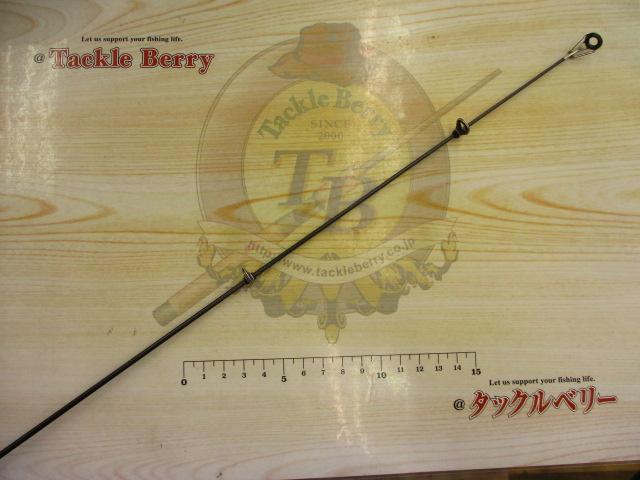 Let us support your fishing life.
@ Tackle Berry
Tackle Berry
SINCE
2000
TB
http://www.tackleberry.co.jp
0 1 2 3 4 5 6 7 8 9 10 11 12 13 14 15
Let us support your fishing life.
@ タックルベリー